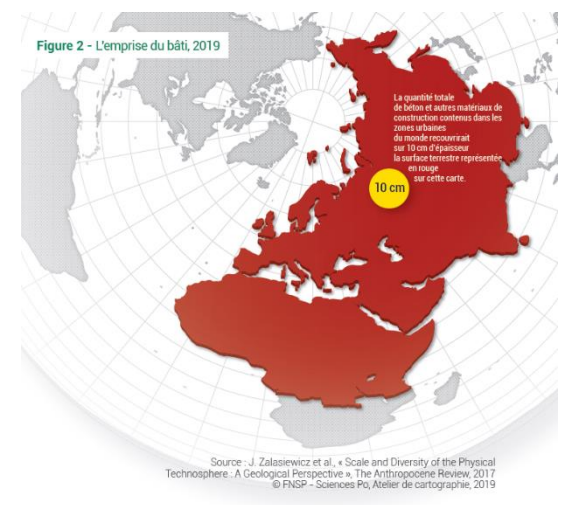 Figure 2 - L'emprise du bâti, 2019
La quantité totale
de béton et autres matériaux de
construction contenus dans les
zones urbaines
du monde recouvrirait
sur 10 cm d'épaisseur
la surface terrestre représentée
en rouge
sur cette carte.
10 cm
Source : J. Zalasiewicz et al., « Scale and Diversity of the Physical
Technosphere : A Geological Perspective », The Anthropocene Review, 2017
© FNSP - Sciences Po, Atelier de cartographie, 2019